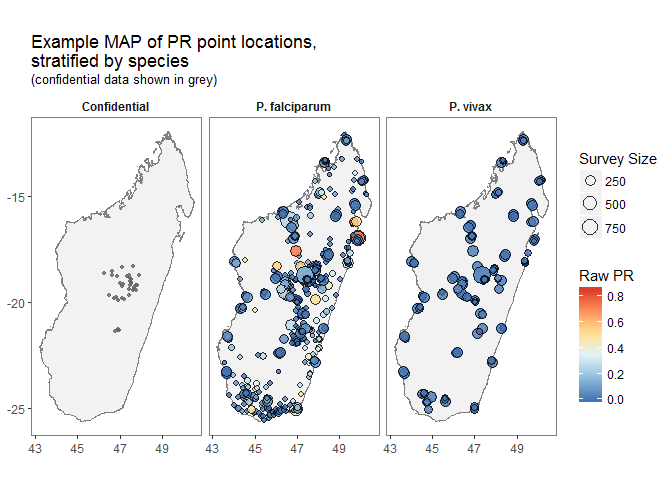 Example MAP of PR point locations,
stratified by species
(confidential data shown in grey)
Confidential
P. falciparum
P. vivax
-15
-20
-25
43 45 47 49
43 45 47 49
43 45 47 49
Survey Size
250
500
750
Raw PR
0.8
0.6
0.4
0.2
0.0